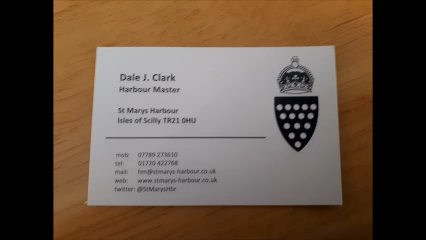 Dale J. Clark
Harbour Master
St Marys Harbour
Isles of Scilly TR21 0HU
mob: 07789 273610
tel: 01720 422768
mail: hm@stmarys-harbour.co.uk
web: www.stmarys-harbour.co.uk
twitter: @StMarysHbr